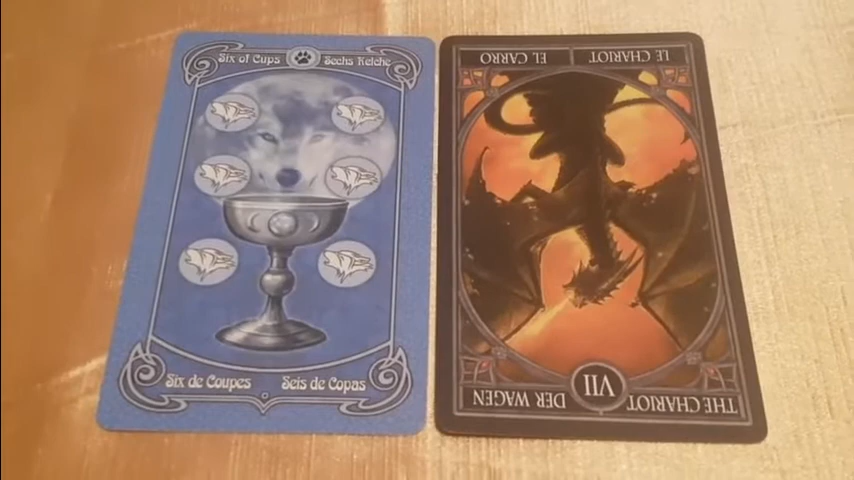 Six of Cups Sechs Kelche
Six de Coupes Seis de Copas
THE CHARIOT DER WAGEN
VII
LE CHARIOT EL CARRO